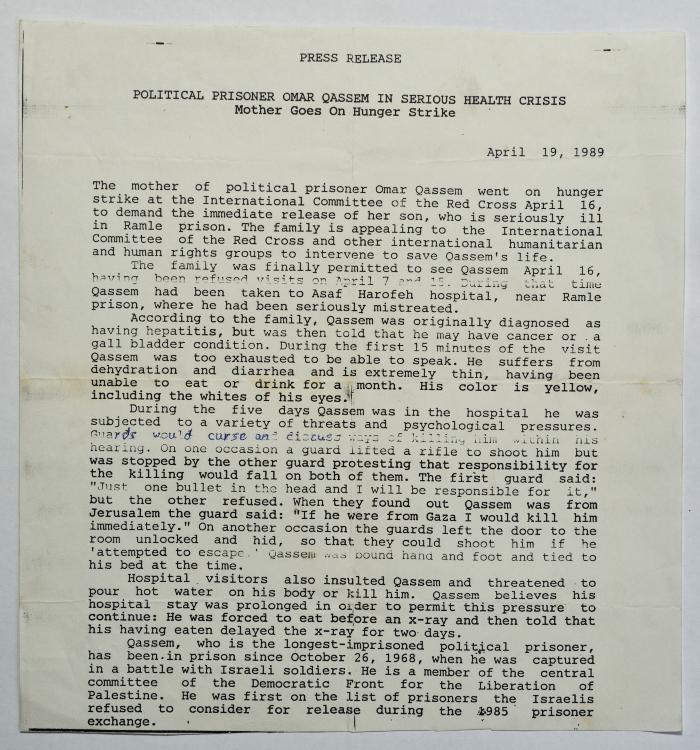 PRESS RELEASE
POLITICAL PRISONER OMAR QASSEM IN SERIOUS HEALTH CRISIS
Mother Goes On Hunger Strike
April 19, 1989
The mother of political prisoner Omar Qassem went on hunger
strike at the International Committee of the Red Cross April 16,
to demand the immediate release of her son, who is seriously ill
in Ramle prison. The family is appealing to the International
Committee of the Red Cross and other international humanitarian
and human rights groups to intervene to save Qassem's life.
The family was finally permitted to see Qassem April 16,
having been refused visits on April 7 and 15. During that time
Qassem had been taken to Asaf Harofeh hospital, near Ramle
prison, where he had been seriously mistreated.
According to the family, Qassem was originally diagnosed as
having hepatitis, but was then told that he may have cancer or a
gall bladder condition. During the first 15 minutes of the visit
Qassem was too exhausted to be able to speak. He suffers from
dehydration and diarrhea and is extremely thin, having been
unable to eat or drink for a month. His color is yellow,
including the whites of his eyes.
During the five days Qassem was in the hospital he was
subjected to a variety of threats and psychological pressures.
Guards would curse and discuss ways of killing him within his
hearing. On one occasion a guard lifted a rifle to shoot him but
was stopped by the other guard protesting that responsibility for
the killing would fall on both of them. The first guard said:
"Just one bullet in the head and I will be responsible for it,"
but the other refused. When they found out Qassem was from
Jerusalem the guard said: "If he were from Gaza I would kill him
immediately." On another occasion the guards left the door to the
room unlocked and hid, so that they could shoot him if he
'attempted to escape.' Qassem was bound hand and foot and tied to
his bed at the time.
Hospital visitors also insulted Qassem and threatened to
pour hot water on his body or kill him. Qassem believes his
hospital stay was prolonged in order to permit this pressure to
continue: He was forced to eat before an x-ray and then told that
his having eaten delayed the x-ray for two days.
Qassem, who is the longest-imprisoned political prisoner,
has been in prison since October 26, 1968, when he was captured
in a battle with Israeli soldiers. He is a member of the central
committee of the Democratic Front for the Liberation of
Palestine. He was first on the list of prisoners the Israelis
refused to consider for release during the 1985 prisoner
exchange.